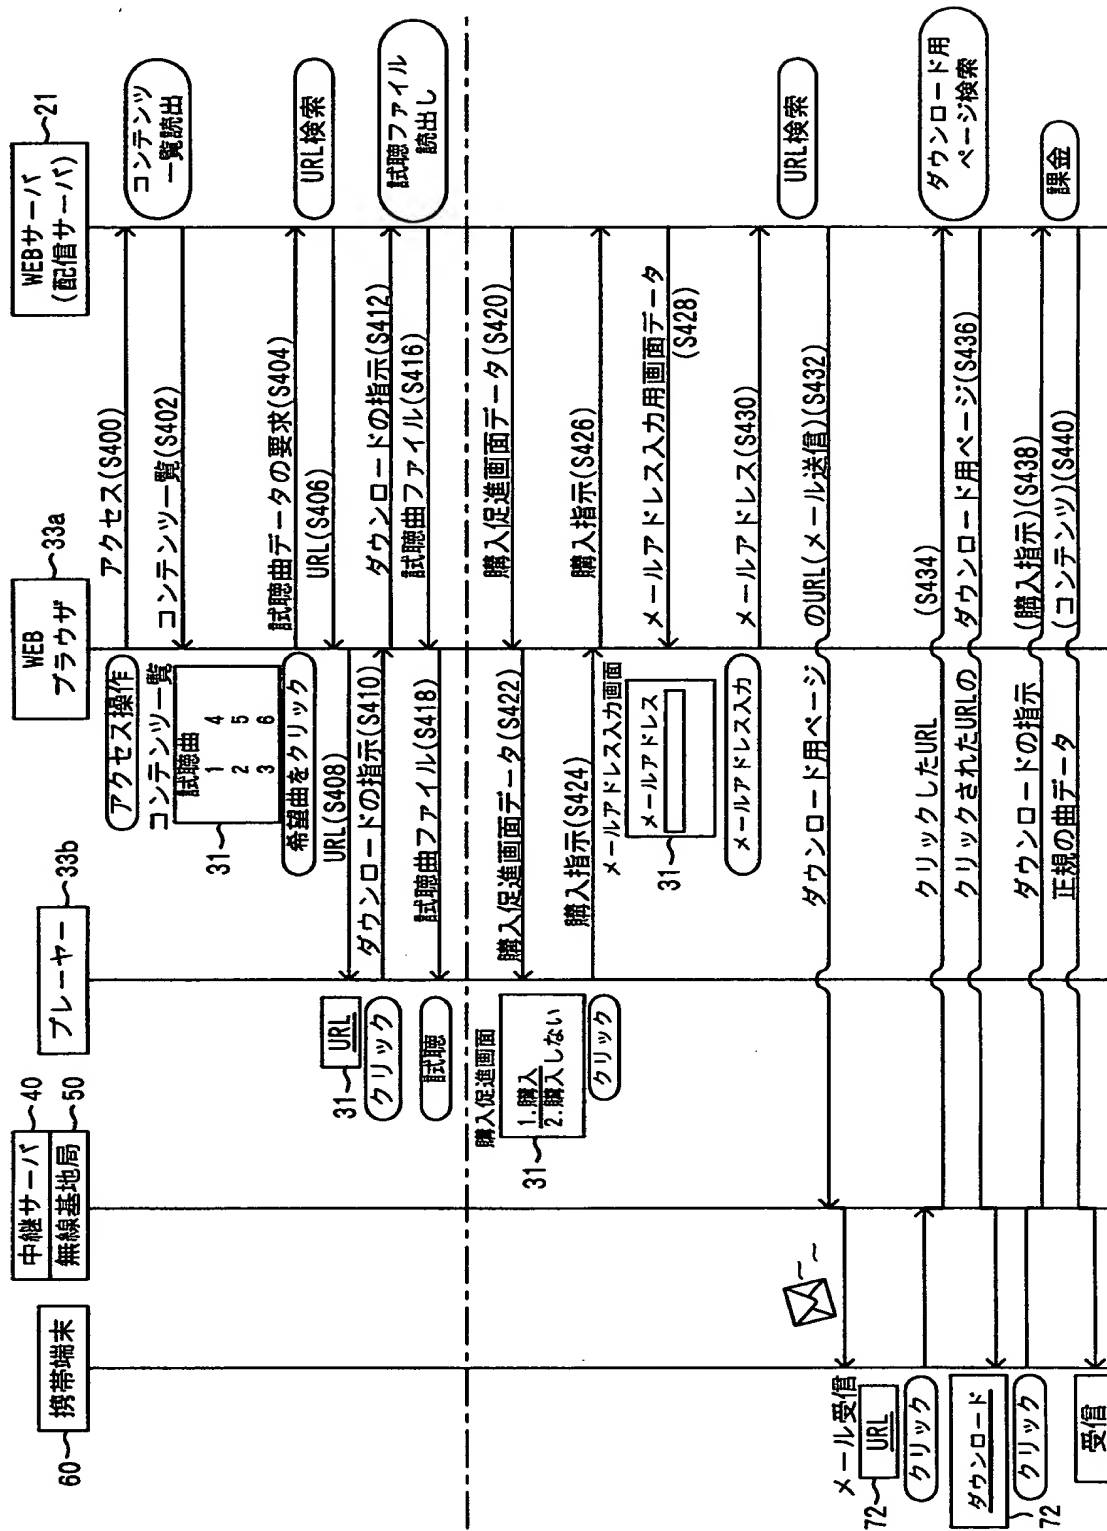 携帯端末
60
中継サーバ
40
無線基地局
50
プレーヤー
33b
WEB
ブラウザ
33a
WEBサーバ
(配信サーバ)
21
アクセス操作
アクセス(S400)
コンテンツ一覧(S402)
コンテンツ
一覧読出
コンテンツ一覧
試聴曲
1 4
2 5
3 6
31
希望曲をクリック
試聴曲データの要求(S404)
URL検索
URL(S406)
URL(S408)
31
URL
クリック
ダウンロードの指示(S410)
ダウンロードの指示(S412)
試聴ファイル
読出し
試聴曲ファイル(S416)
試聴曲ファイル(S418)
試聴
購入促進画面データ(S420)
購入促進画面データ(S422)
購入促進画面
1.購入
2.購入しない
31
クリック
購入指示(S424)
購入指示(S426)
メールアドレス入力用画面データ
(S428)
メールアドレス入力画面
メールアドレス
31
メールアドレス入力
メールアドレス(S430)
URL検索
ダウンロード用ページのURL(メール送信)(S432)
メール受信
URL
72
クリック
クリックしたURL (S434)
ダウンロード用
ページ検索
クリックされたURLのダウンロード用ページ(S436)
ダウンロード
72
クリック
ダウンロードの指示 (購入指示)(S438)
課金
正規の曲データ (コンテンツ)(S440)
受信